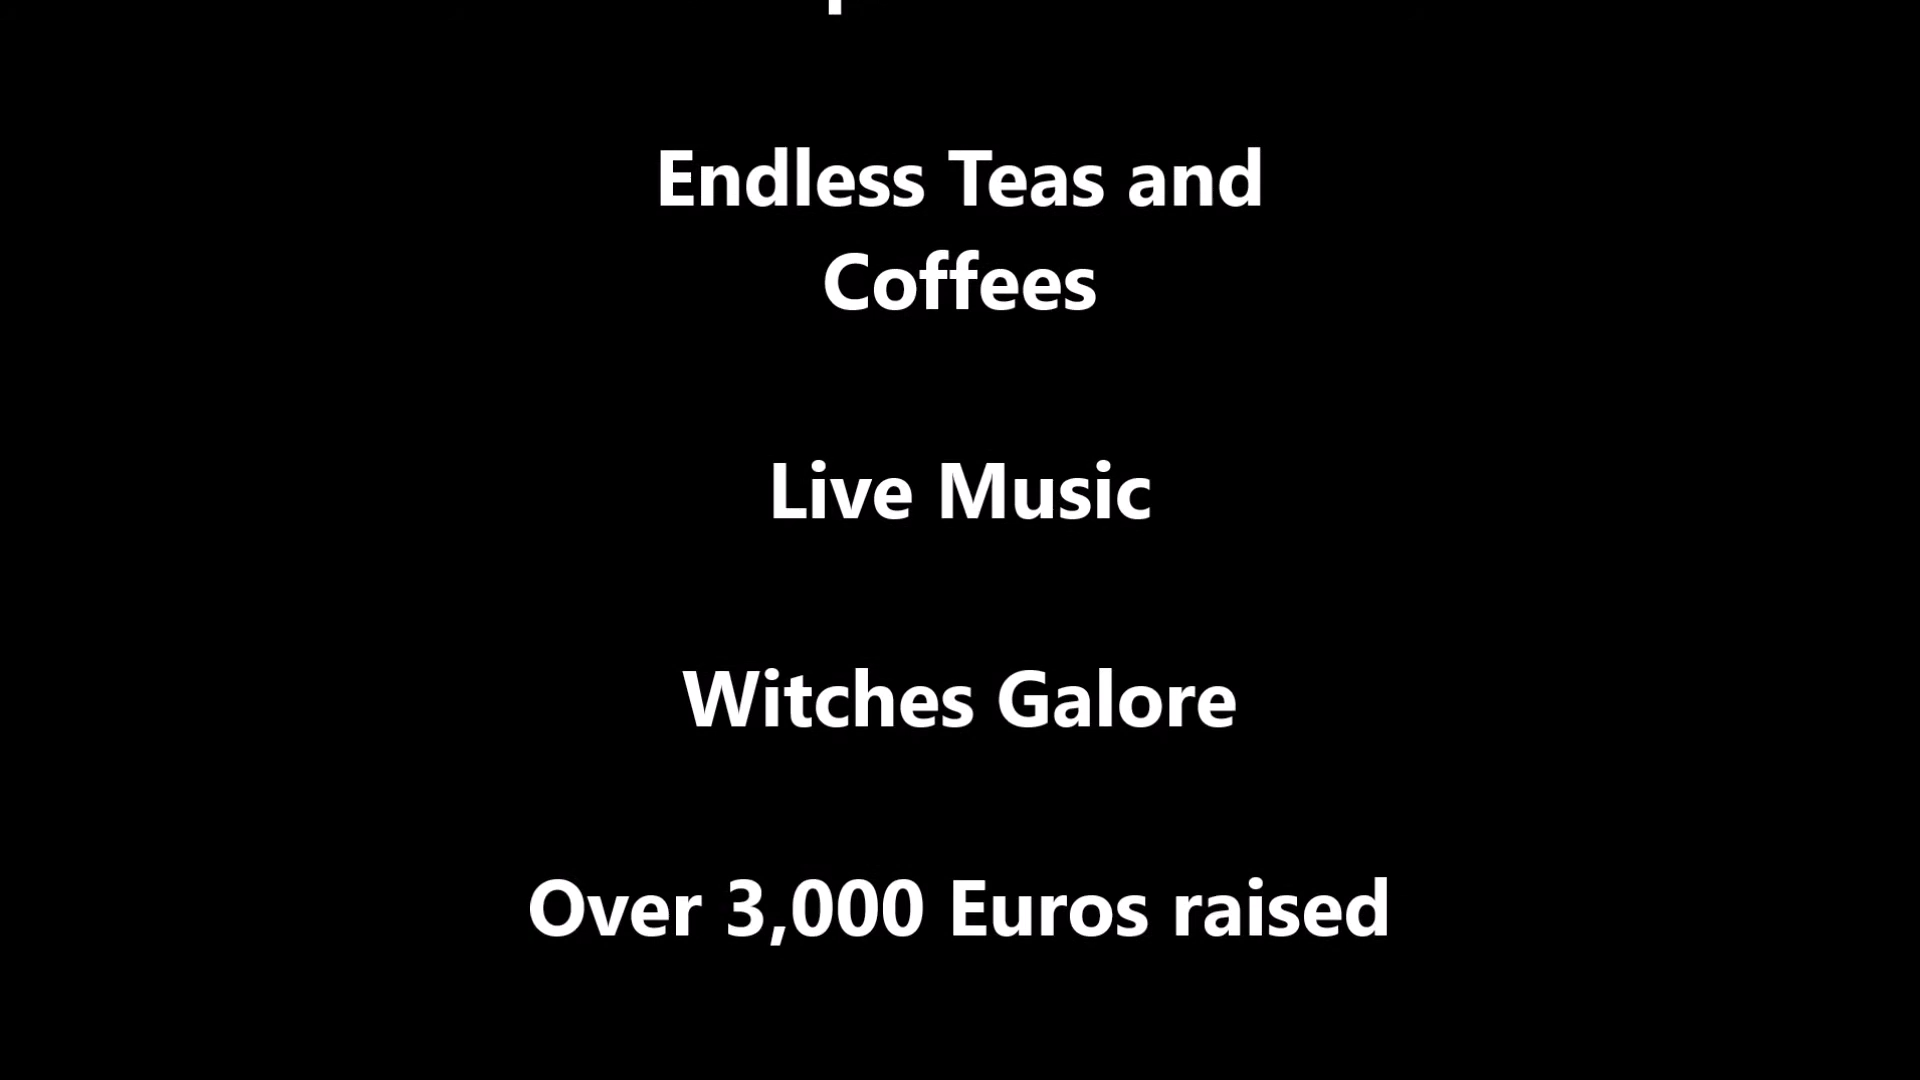 Endless Teas and
Coffees
Live Music
Witches Galore
Over 3,000 Euros raised